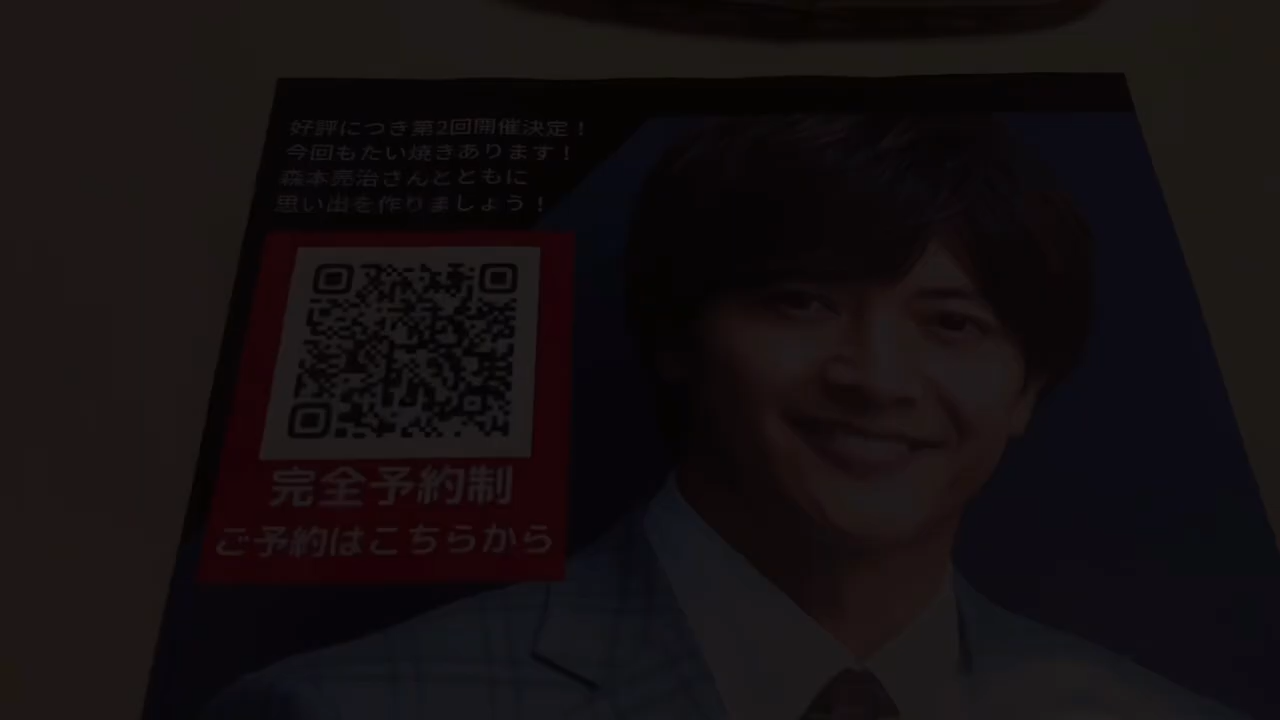 好評につき第2回開催決定！
今回もたい焼きあります！
森本亮治さんとともに
思い出を作りましょう！
完全予約制
ご予約はこちらから